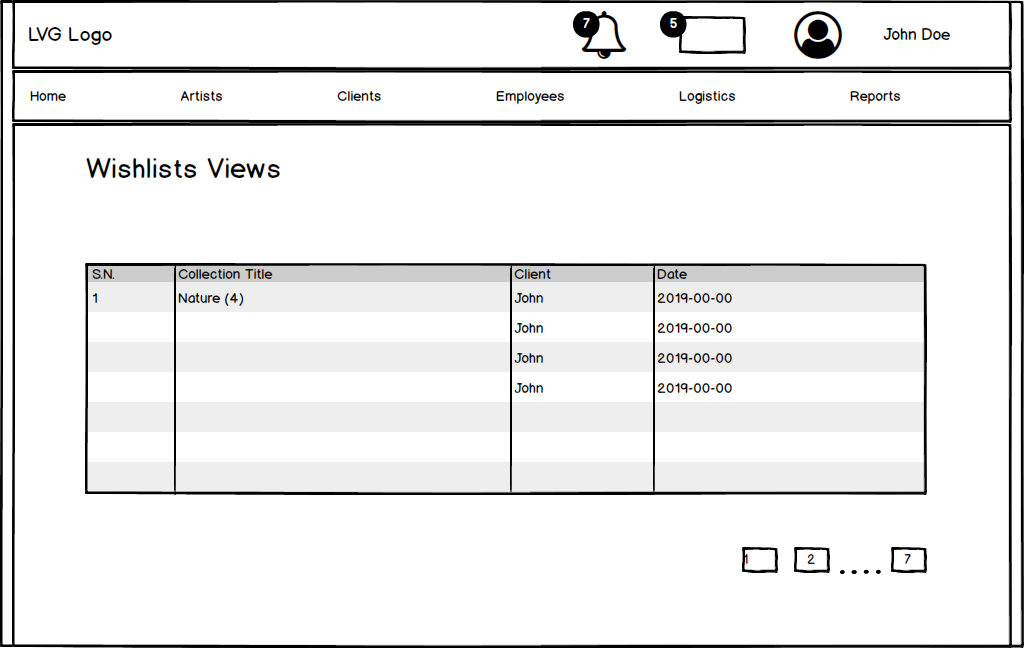 LVG Logo 7 5 John Doe
Home Artists Clients Employees Logistics Reports
Wishlists Views
S.N. Collection Title Client Date
1 Nature (4) John 2019-00-00
John 2019-00-00
John 2019-00-00
John 2019-00-00
1 2 .... 7